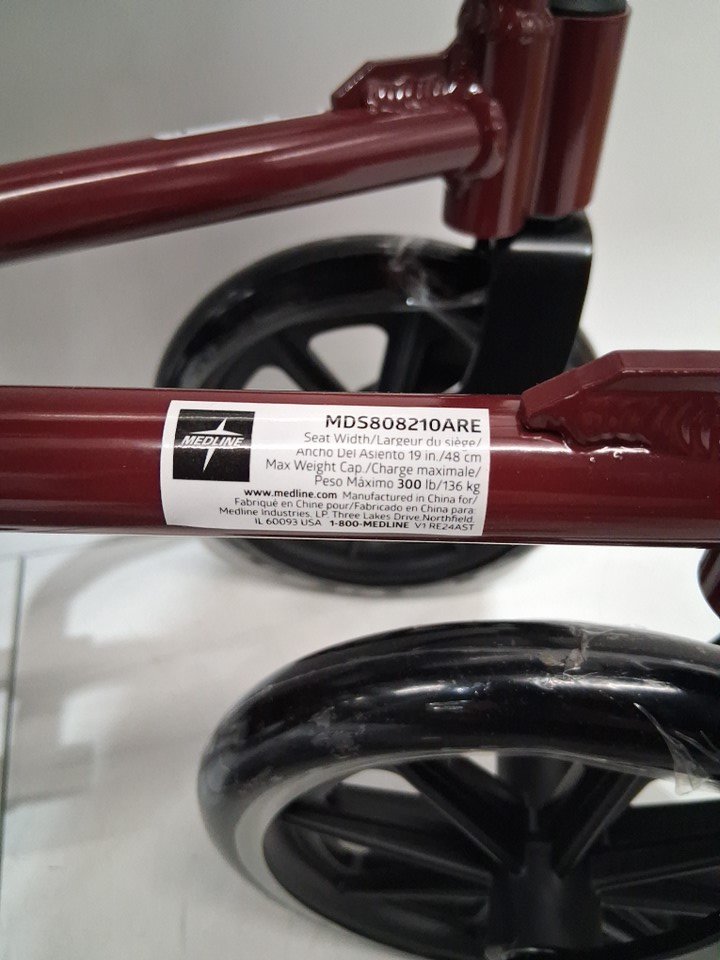 MEDLINE
MDS808210ARE
Seat Width/Largeur du siège/
Ancho Del Asiento 19 in./48 cm
Max Weight Cap./Charge maximale/
Peso Máximo 300 lb/136 kg
www.medline.com Manufactured in China for/
Fabriqué en Chine pour/Fabricado en China para:
Medline Industries, LP, Three Lakes Drive, Northfield,
IL 60093 USA 1-800-MEDLINE V1 RE24AST